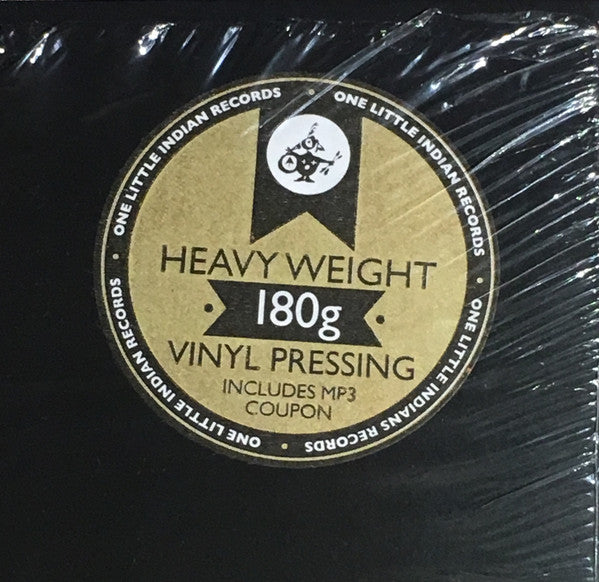 ONE LITTLE INDIAN RECORDS • ONE LITTLE INDIAN RECORDS • ONE LITTLE INDIANS RECORDS • ONE LITTLE INDIAN RECORDS •
HEAVY WEIGHT
180g
VINYL PRESSING
INCLUDES MP3
COUPON